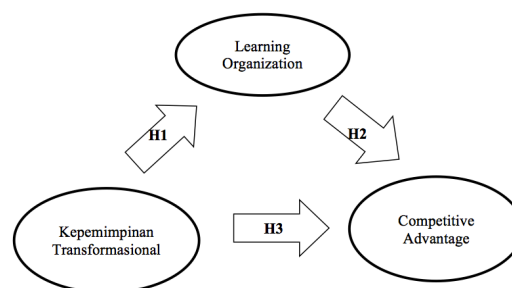 Learning
Organization
H1
H2
Kepemimpinan
Transformasional
H3
Competitive
Advantage